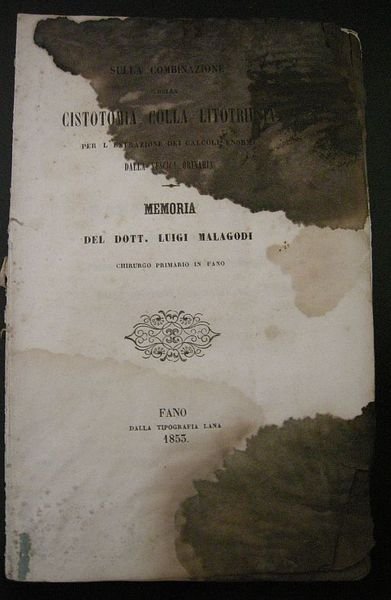 SULLA COMBINAZIONE
DELLA
CISTOTOMIA COLLA LITOTRIZIA
PER L' ESTRAZIONE DEI CALCOLI ENORMI
DALLA VESCICA ORINARIA
MEMORIA
DEL DOTT. LUIGI MALAGODI
CHIRURGO PRIMARIO IN FANO
FANO
DALLA TIPOGRAFIA LANA
1853.